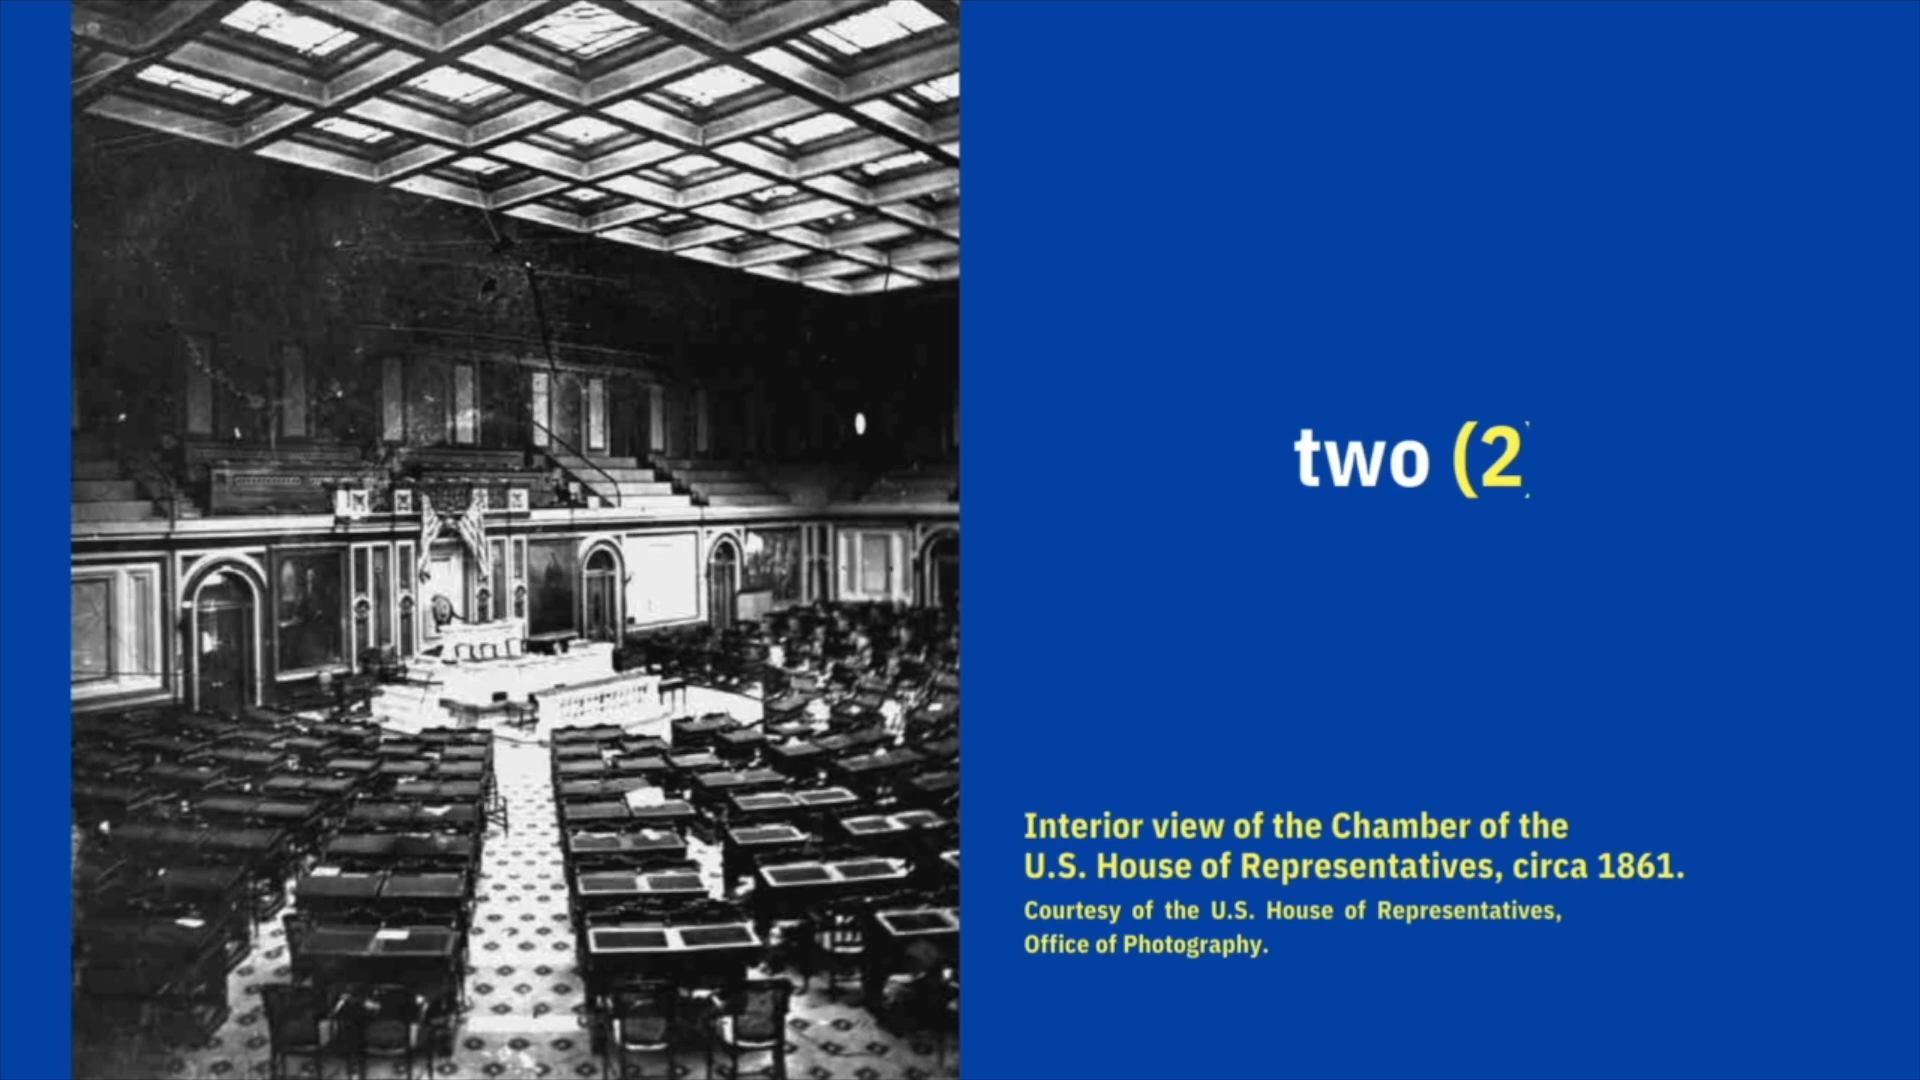 two (2)
Interior view of the Chamber of the
U.S. House of Representatives, circa 1861.
Courtesy of the U.S. House of Representatives,
Office of Photography.